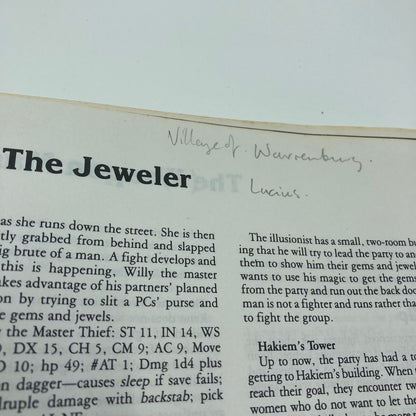 Village of Warrenburg.
The Jeweler
Lucius.
as she runs down the street. She is then
tly grabbed from behind and slapped
ig brute of a man. A fight develops and
this is happening, Willy the master
akes advantage of his partners' planned
on by trying to slit a PCs' purse and
e gems and jewels.
the Master Thief: ST 11, IN 14, WS
DX 15, CH 5, CM 9; AC 9, Move
D 10; hp 49; #AT 1; Dmg 1d4 plus
on dagger—causes sleep if save fails;
druple damage with backstab; pick
The illusionist has a small, two-room bu
ing that he will try to lead the party to an
them to show him their gems and jewel
wants to use his magic to get the gems
from the party and run out the back doo
man is not a fighter and runs rather tha
to fight the group.
Hakiem's Tower
Up to now, the party has had a
getting to Hakiem's building. When t
reach their goal, they encounter tw
women who do not want to let the